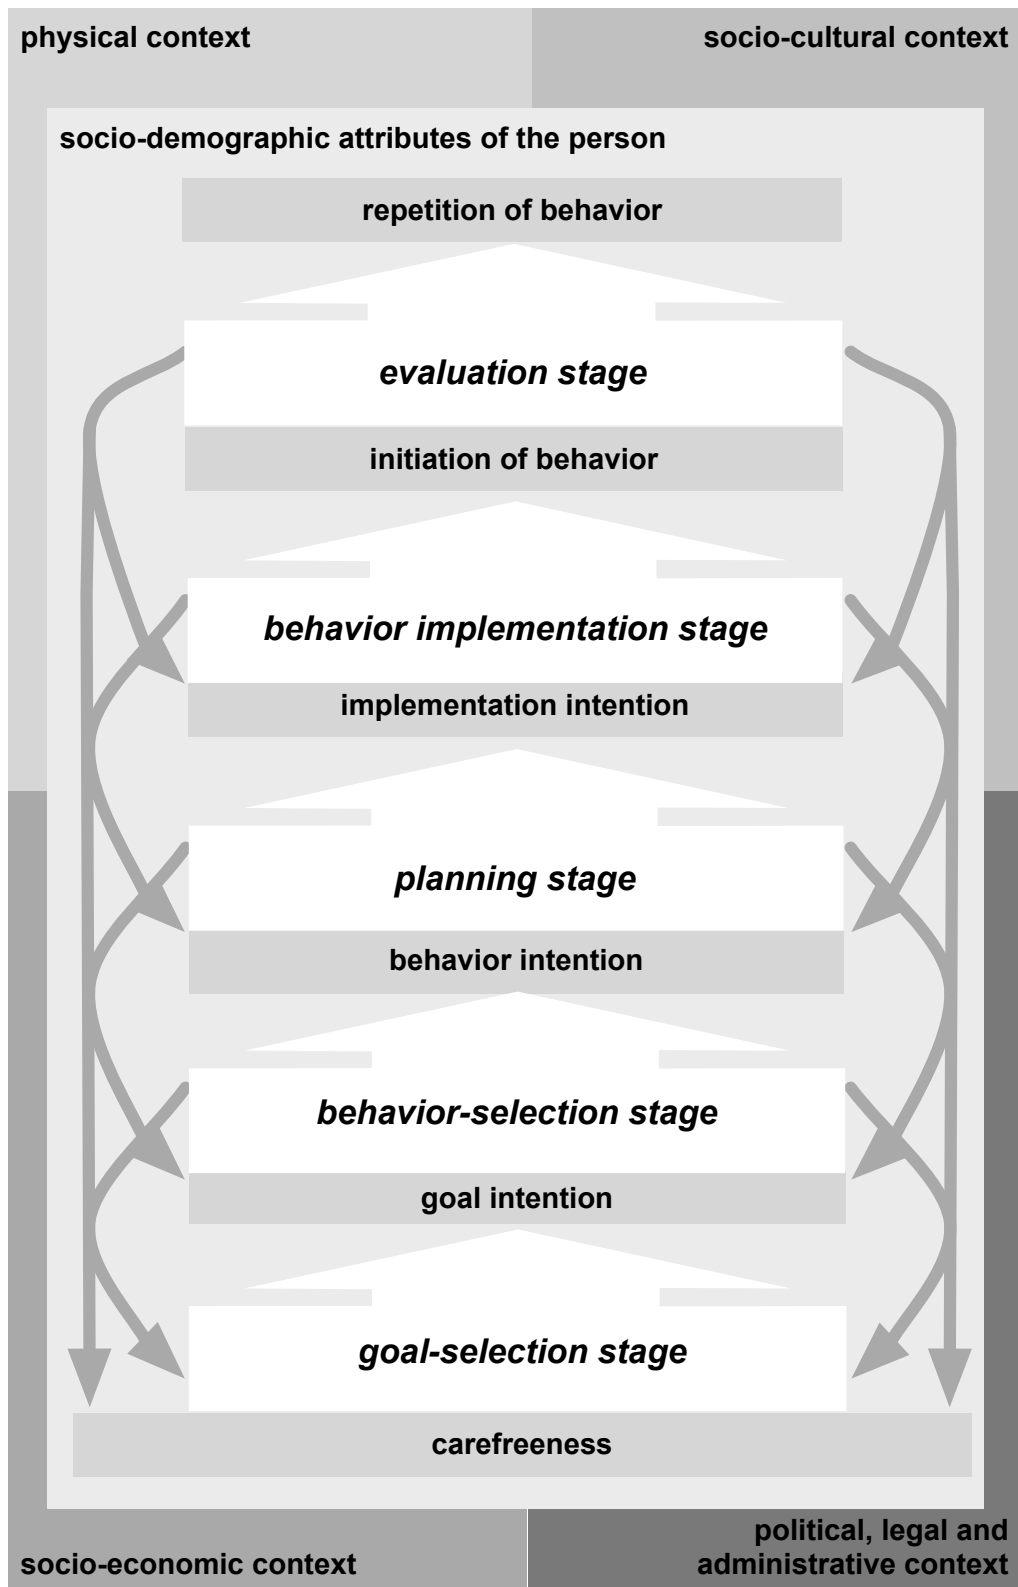 physical context
socio-cultural context
socio-demographic attributes of the person
repetition of behavior
evaluation stage
initiation of behavior
behavior implementation stage
implementation intention
planning stage
behavior intention
behavior-selection stage
goal intention
goal-selection stage
carefreeness
socio-economic context
political, legal and
administrative context